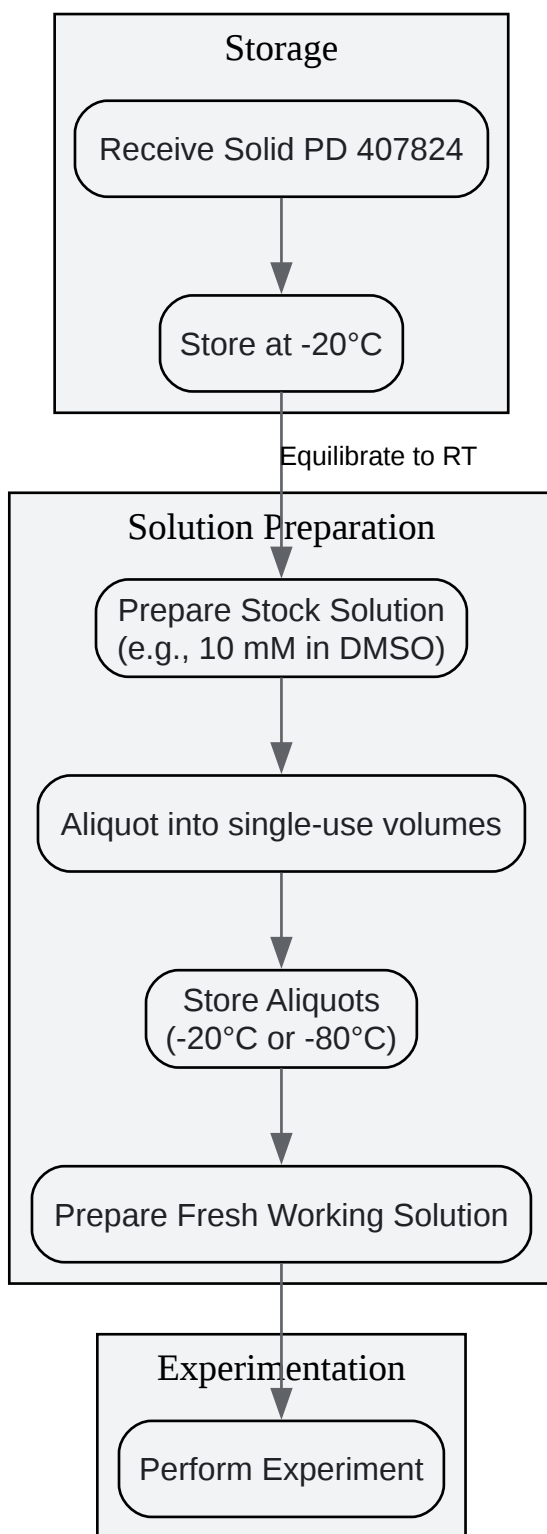 Storage
Receive Solid PD 407824
Store at -20°C
Equilibrate to RT
Solution Preparation
Prepare Stock Solution
(e.g., 10 mM in DMSO)
Aliquot into single-use volumes
Store Aliquots
(-20°C or -80°C)
Prepare Fresh Working Solution
Experimentation
Perform Experiment